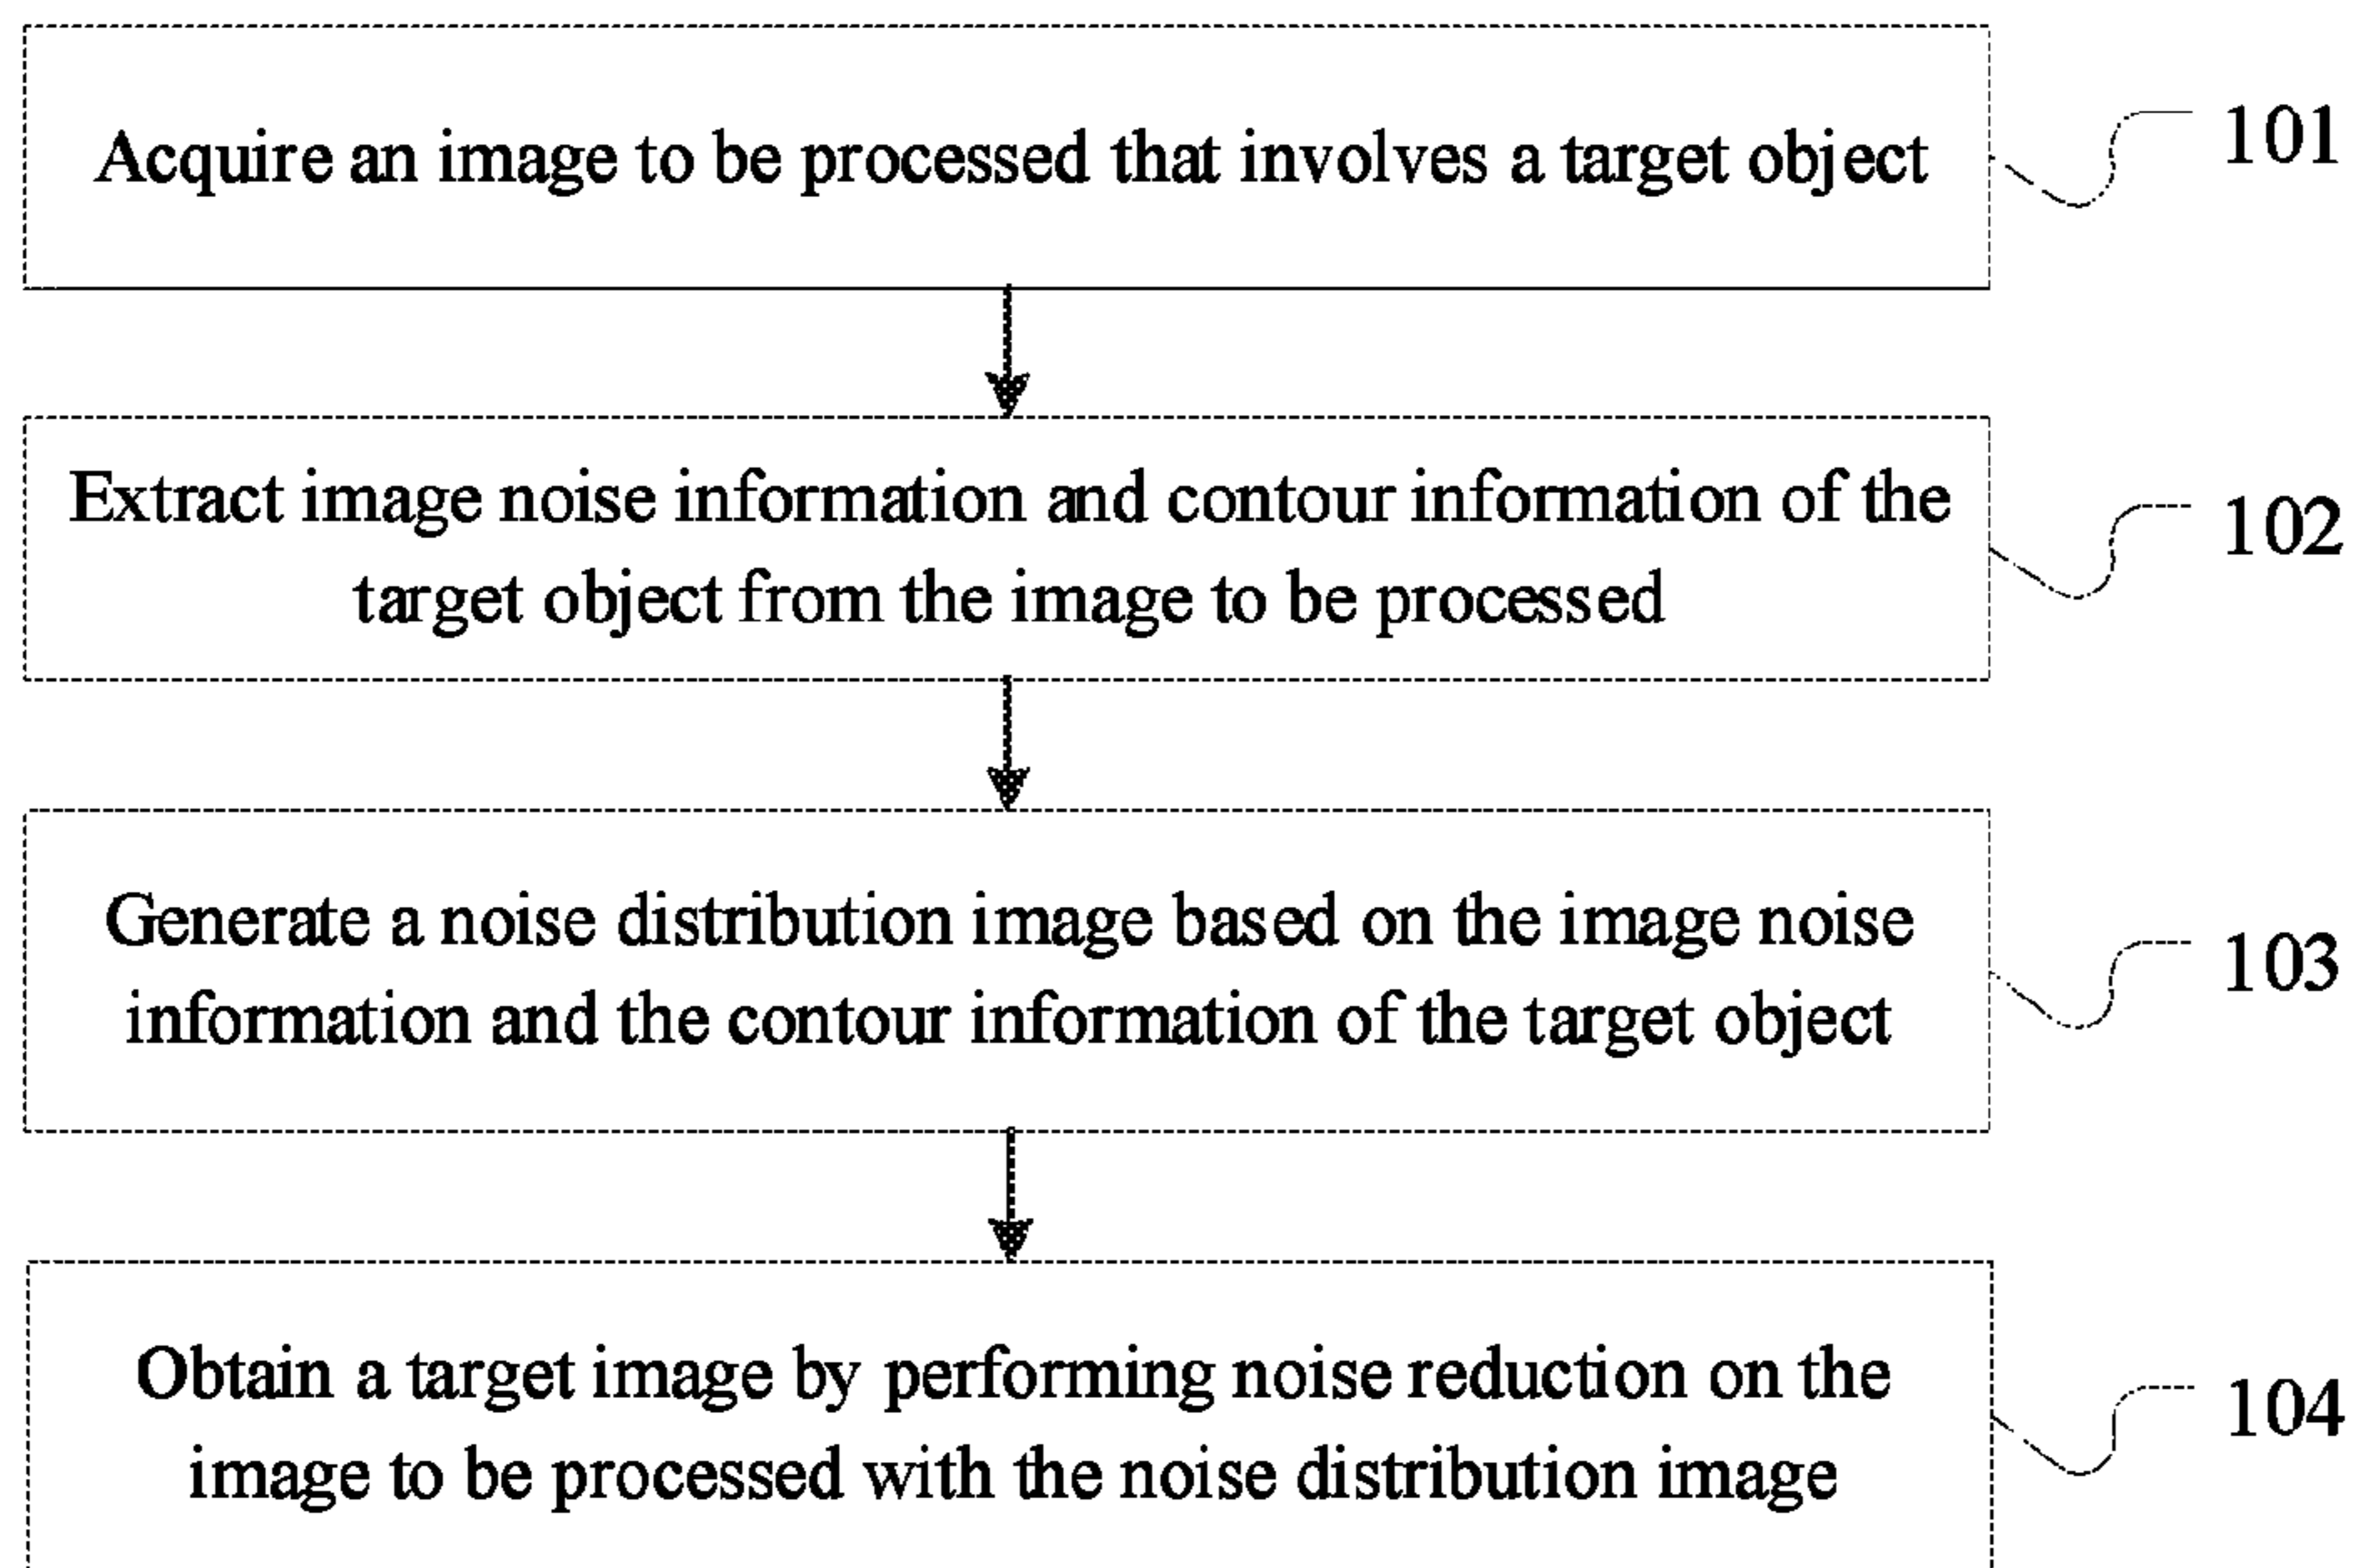 Acquire an image to be processed that involves a target object
101
Extract image noise information and contour information of the
target object from the image to be processed
102
Generate a noise distribution image based on the image noise
information and the contour information of the target object
103
Obtain a target image by performing noise reduction on the
image to be processed with the noise distribution image
104